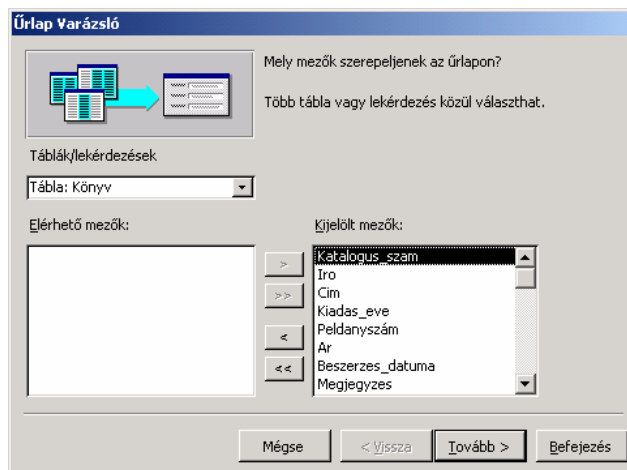 Űrlap Varázsló
Mely mezők szerepeljenek az űrlapon?
Több tábla vagy lekérdezés közül választhat.
Táblák/lekérdezések
Tábla: Könyv
Elérhető mezők:
Kijelölt mezők:
>
>>
<
<<
Katalogus_szam
Iro
Cim
Kiadas_eve
Peldanyszám
Ar
Beszerzes_datuma
Megjegyzes
Mégse
< Vissza
Tovább >
Befejezés